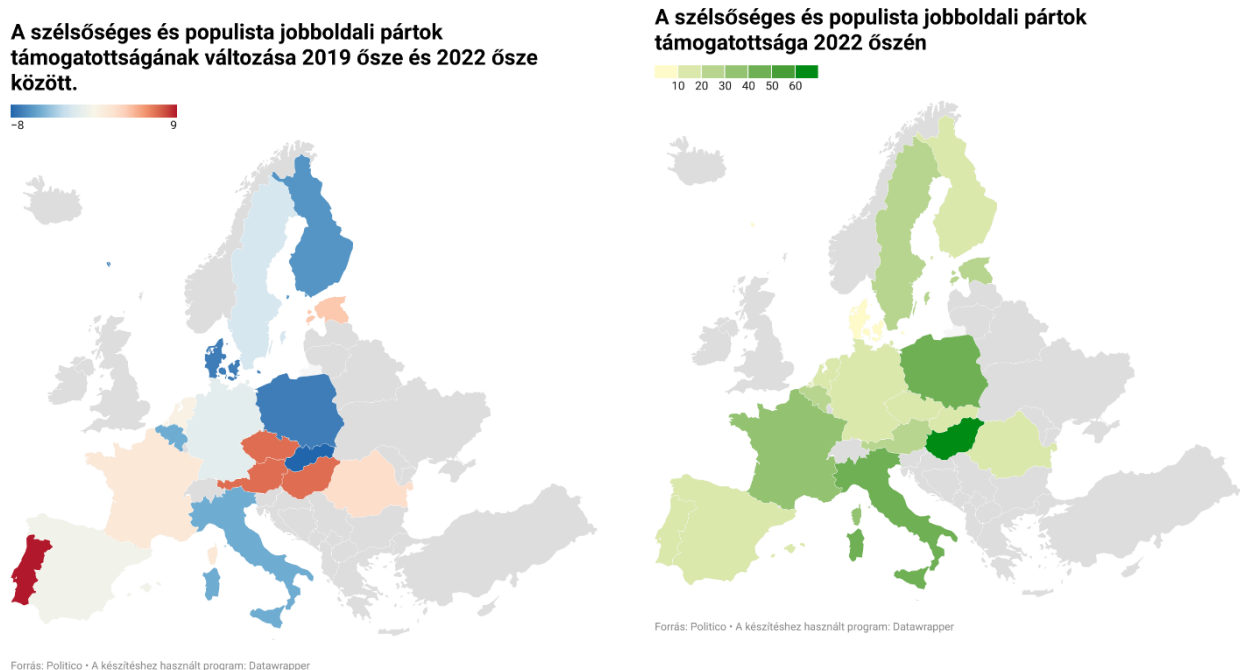 A szélsőséges és populista jobboldali pártok
támogatottságának változása 2019 ősze és 2022 ősze
között.
−8
9
Forrás: Politico • A készítéshez használt program: Datawrapper
A szélsőséges és populista jobboldali pártok
támogatottsága 2022 őszén
10 20 30 40 50 60
Forrás: Politico • A készítéshez használt program: Datawrapper